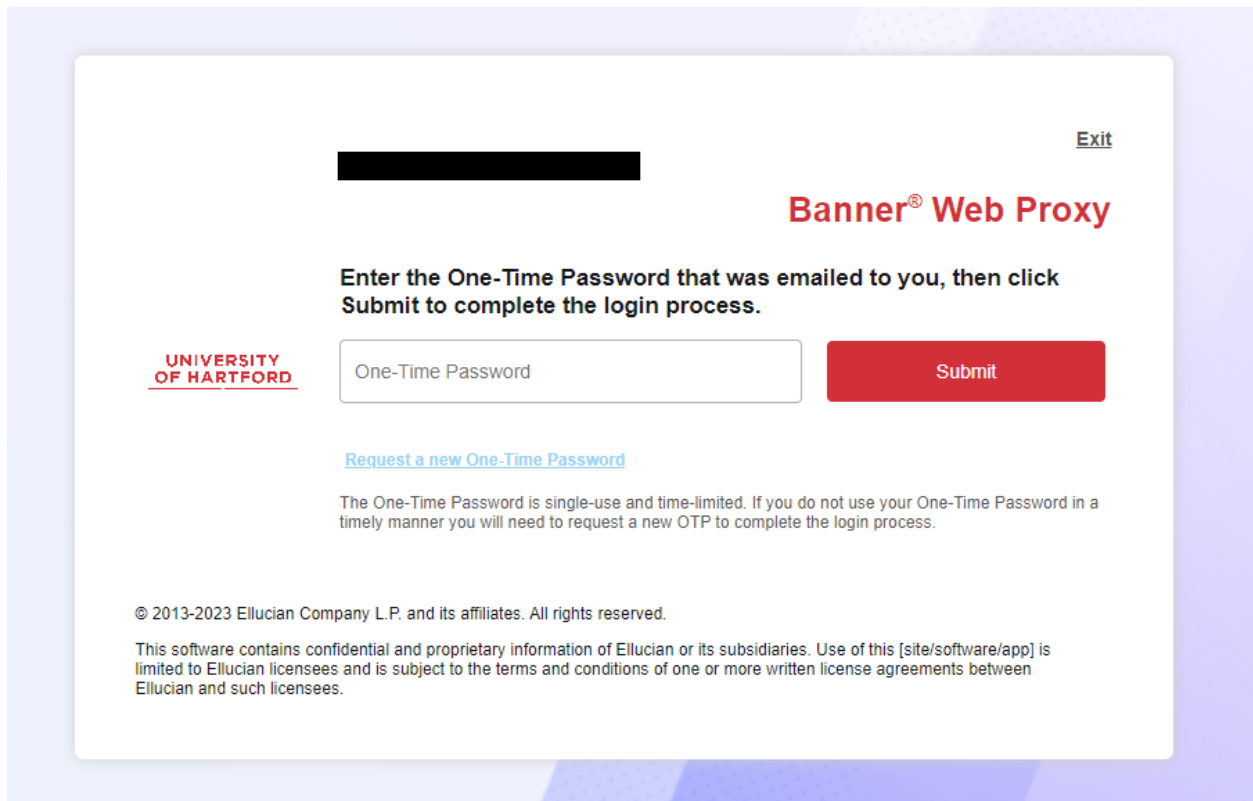 Exit
Banner® Web Proxy
Enter the One-Time Password that was emailed to you, then click
Submit to complete the login process.
UNIVERSITY
OF HARTFORD
One-Time Password
Submit
Request a new One-Time Password
The One-Time Password is single-use and time-limited. If you do not use your One-Time Password in a
timely manner you will need to request a new OTP to complete the login process.
© 2013-2023 Ellucian Company L.P. and its affiliates. All rights reserved.
This software contains confidential and proprietary information of Ellucian or its subsidiaries. Use of this [site/software/app] is
limited to Ellucian licensees and is subject to the terms and conditions of one or more written license agreements between
Ellucian and such licensees.